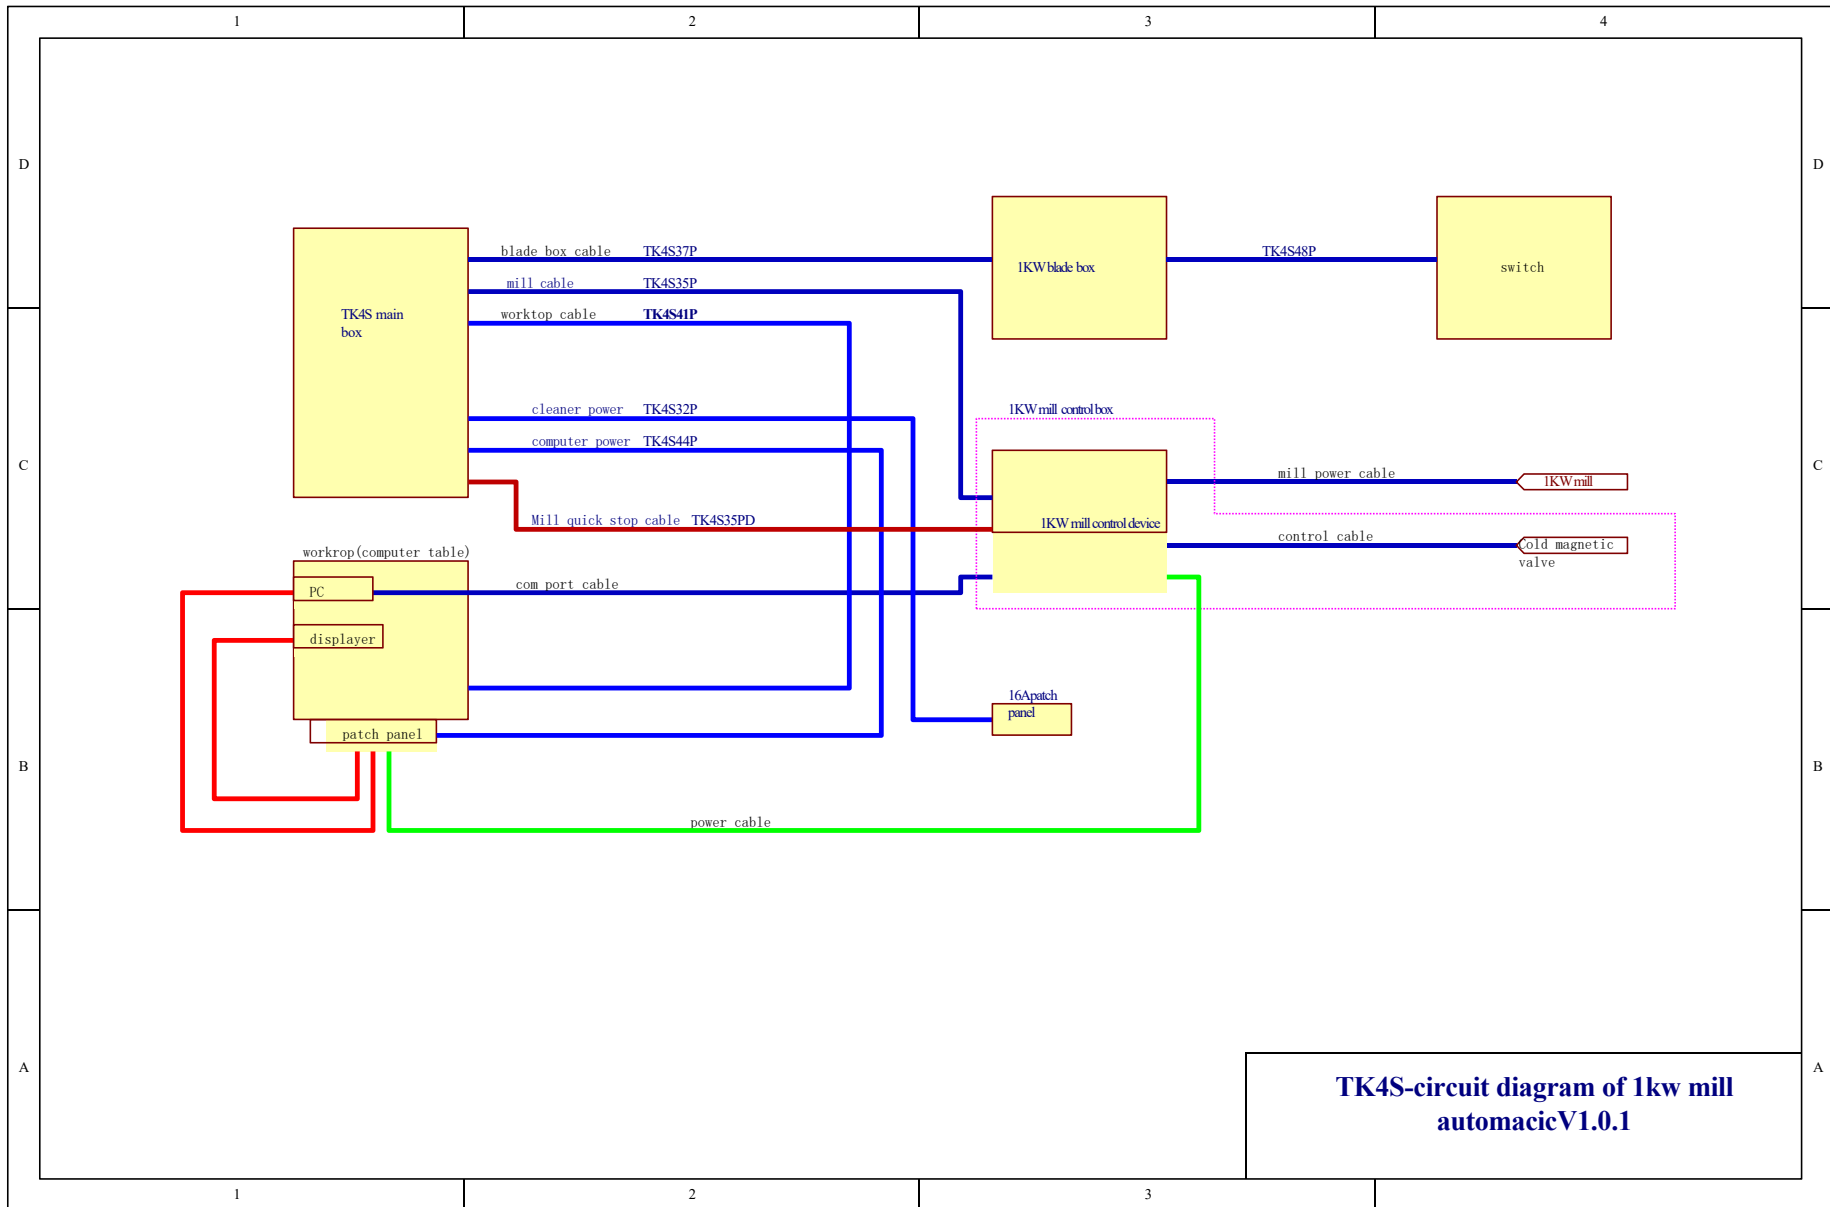 1 2 3 4
D D
blade box cable TK4S37P
TK4S48P
1KW blade box
switch
mill cable TK4S35P
TK4S main
box
worktop cable TK4S41P
cleaner power TK4S32P
1KW mill control box
computer power TK4S44P
C C
mill power cable
1KW mill
Mill quick stop cable TK4S35PD
1KW mill control device
control cable
Cold magnetic
valve
workrop(computer table)
PC
com port cable
displayer
16Apatch
panel
patch panel
B B
power cable
A A
TK4S-circuit diagram of 1kw mill
automacicV1.0.1
1 2 3